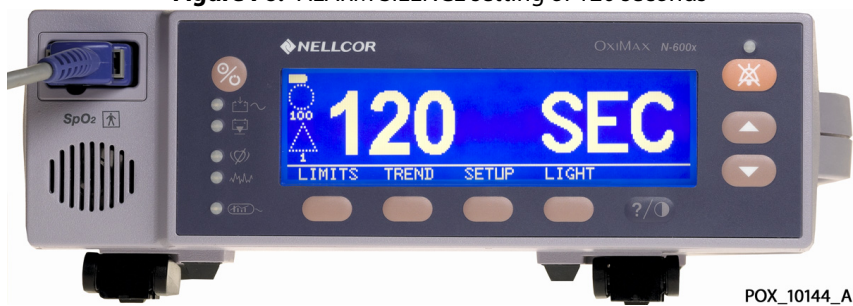 NELLCOR
OXIMAX N-600x
SpO2
100
120 SEC
1
LIMITS TREND SETUP LIGHT
?/
POX_10144_A